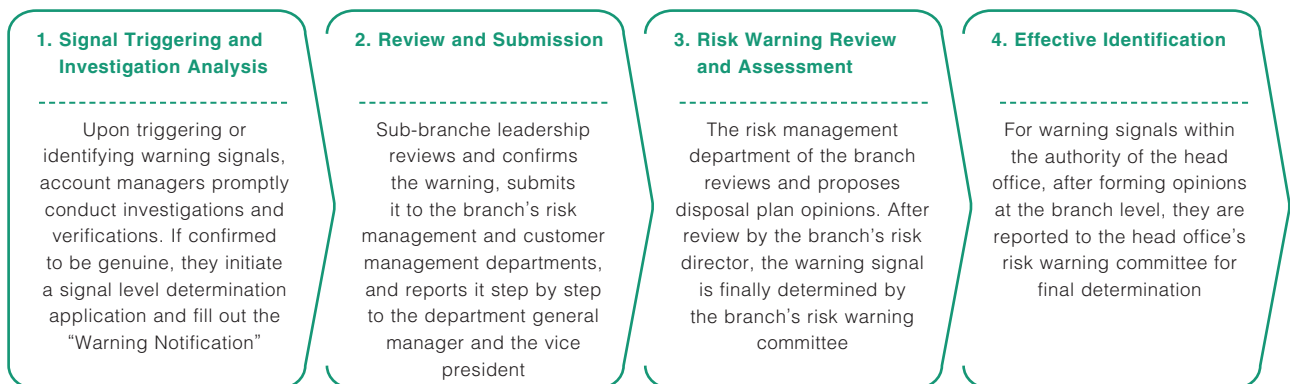 1. Signal Triggering and
Investigation Analysis
Upon triggering or
identifying warning signals,
account managers promptly
conduct investigations and
verifications. If confirmed
to be genuine, they initiate
a signal level determination
application and fill out the
“Warning Notification”
2. Review and Submission
Sub-branche leadership
reviews and confirms
the warning, submits
it to the branch’s risk
management and customer
management departments,
and reports it step by step
to the department general
manager and the vice
president
3. Risk Warning Review
and Assessment
The risk management
department of the branch
reviews and proposes
disposal plan opinions. After
review by the branch’s risk
director, the warning signal
is finally determined by
the branch’s risk warning
committee
4. Effective Identification
For warning signals within
the authority of the head
office, after forming opinions
at the branch level, they are
reported to the head office’s
risk warning committee for
final determination